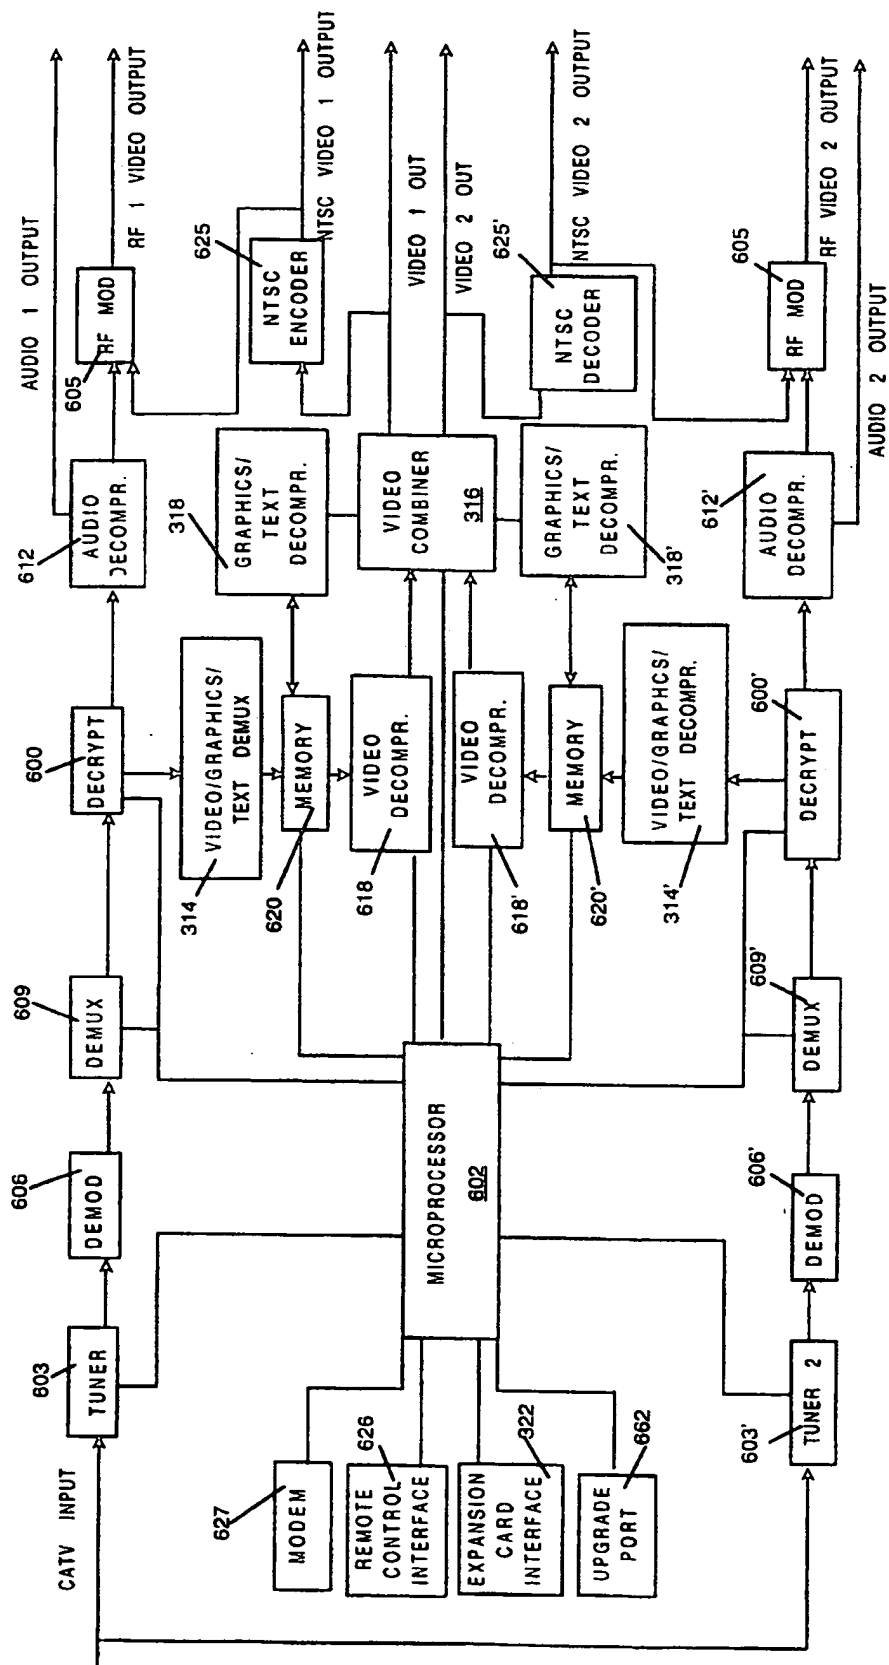 CATV INPUT
603
TUNER
606
DEMOD
609
DEMUX
600
DECRYPT
612
AUDIO
DECOMPR.
605
RF MOD
AUDIO 1 OUTPUT
RF 1 VIDEO OUTPUT
314
VIDEO/GRAPHICS/
TEXT DEMUX
318
GRAPHICS/
TEXT
DECOMPR.
625
NTSC
ENCODER
NTSC VIDEO 1 OUTPUT
620
MEMORY
618
VIDEO
DECOMPR.
VIDEO
COMBINER
316
VIDEO 1 OUT
VIDEO 2 OUT
627
MODEM
626
REMOTE
CONTROL
INTERFACE
322
EXPANSION
CARD
INTERFACE
662
UPGRADE
PORT
MICROPROCESSOR
602
618'
VIDEO
DECOMPR.
620'
MEMORY
318'
GRAPHICS/
TEXT
DECOMPR.
625'
NTSC
DECODER
NTSC VIDEO 2 OUTPUT
314'
VIDEO/GRAPHCS/
TEXT DECOMPR.
603'
TUNER 2
606'
DEMOD
609'
DEMUX
600'
DECRYPT
612'
AUDIO
DECOMPR.
605
RF MOD
RF VIDEO 2 OUTPUT
AUDIO 2 OUTPUT